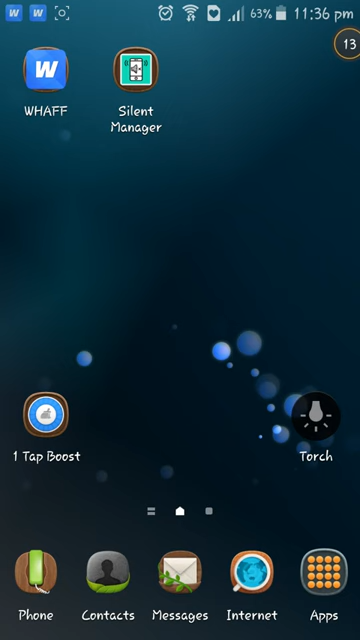 W W 63% 11:36 pm
13
W
WHAFF
Silent
Manager
1 Tap Boost
Torch
Phone
Contacts
Messages
Internet
Apps